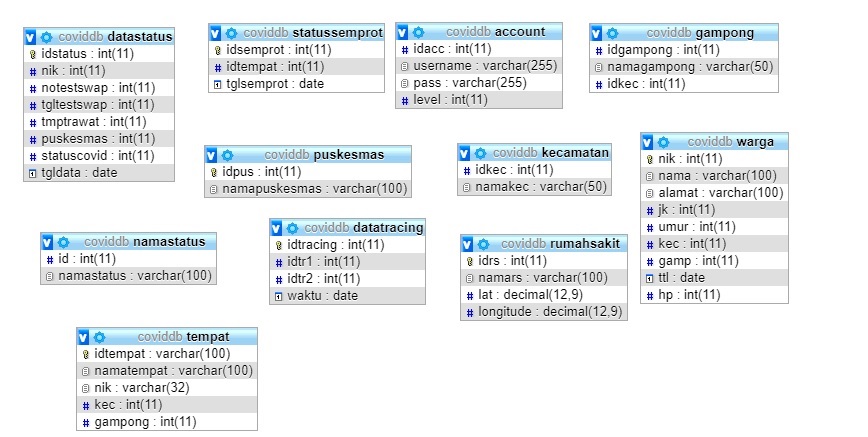 coviddb datastatus
idstatus : int(11)
nik : int(11)
notestswap : int(11)
tgltestswap : int(11)
tmptrawat : int(11)
puskesmas : int(11)
statuscovid : int(11)
tgldata : date
coviddb statussemprot
idsemprot : int(11)
idtempat : int(11)
tglsemprot : date
coviddb account
idacc : int(11)
username : varchar(255)
pass : varchar(255)
level : int(11)
coviddb gampong
idgampong : int(11)
namagampong : varchar(50)
idkec : int(11)
coviddb puskesmas
idpus : int(11)
namapuskesmas : varchar(100)
coviddb kecamatan
idkec : int(11)
namakec : varchar(50)
coviddb warga
nik : int(11)
nama : varchar(100)
alamat : varchar(100)
jk : int(11)
umur : int(11)
kec : int(11)
gamp : int(11)
ttl : date
hp : int(11)
coviddb namastatus
id : int(11)
namastatus : varchar(100)
coviddb datatracing
idtracing : int(11)
idtr1 : int(11)
idtr2 : int(11)
waktu : date
coviddb rumahsakit
idrs : int(11)
namars : varchar(100)
lat : decimal(12,9)
longitude : decimal(12,9)
coviddb tempat
idtempat : varchar(100)
namatempat : varchar(100)
nik : varchar(32)
kec : int(11)
gampong : int(11)